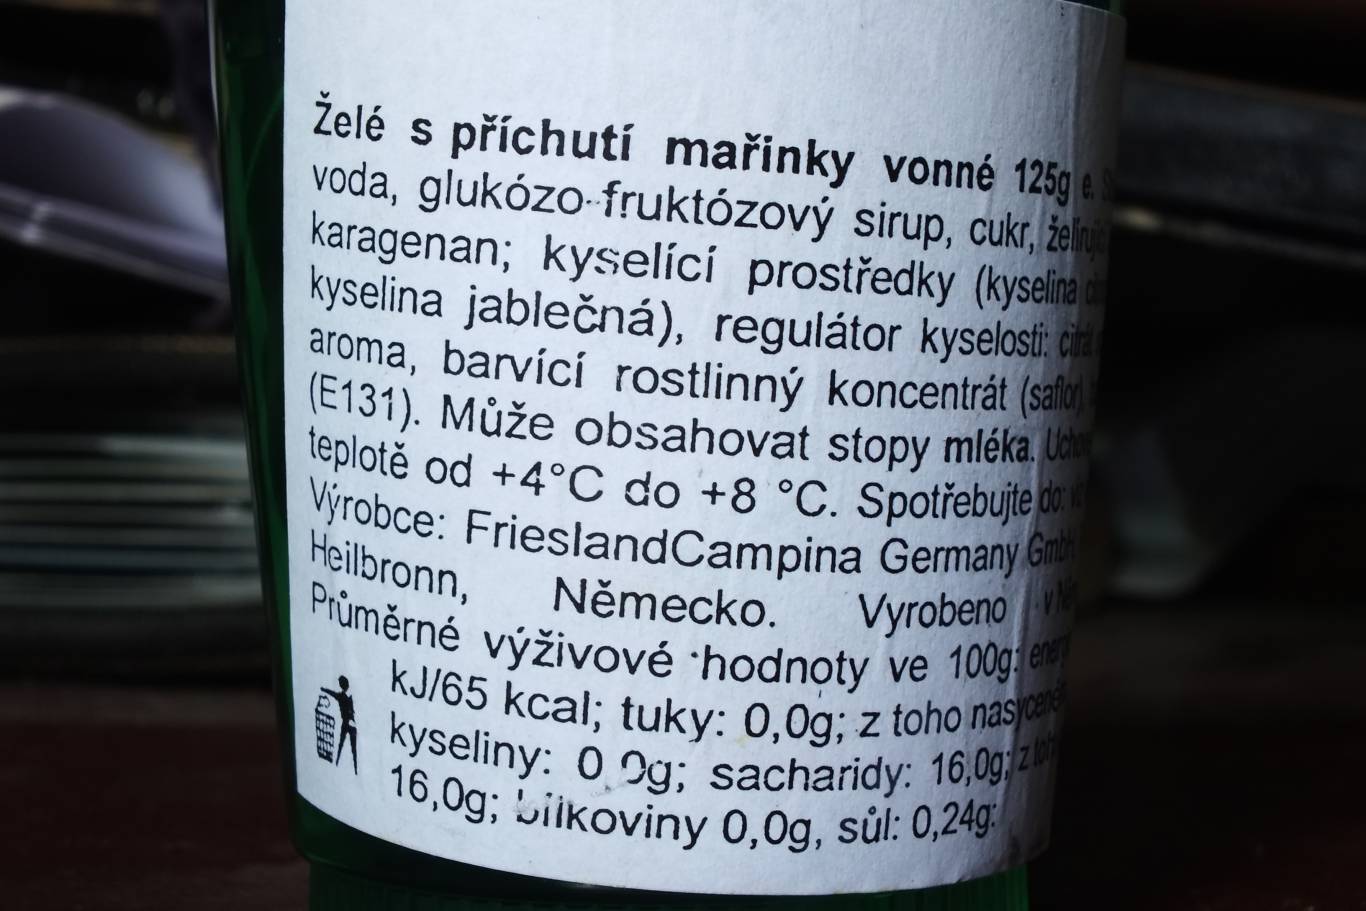 Želé s příchutí mařinky vonné 125g e.
voda, glukózo-fruktózový sirup, cukr,
karagenan; kyselící prostředky (kyselina
kyselina jablečná), regulátor kyselosti:
aroma, barvící rostlinný koncentrát (saflor),
(E131). Může obsahovat stopy mléka.
teplotě od +4°C do +8 °C. Spotřebujte do:
Výrobce: FrieslandCampina Germany GmbH
Heilbronn, Německo. Vyrobeno v
Průměrné výživové hodnoty ve 100g:
kJ/65 kcal; tuky: 0,0g; z toho nasycené
kyseliny: 0,0g; sacharidy: 16,0g; z
16,0g; bílkoviny 0,0g, sůl: 0,24g.